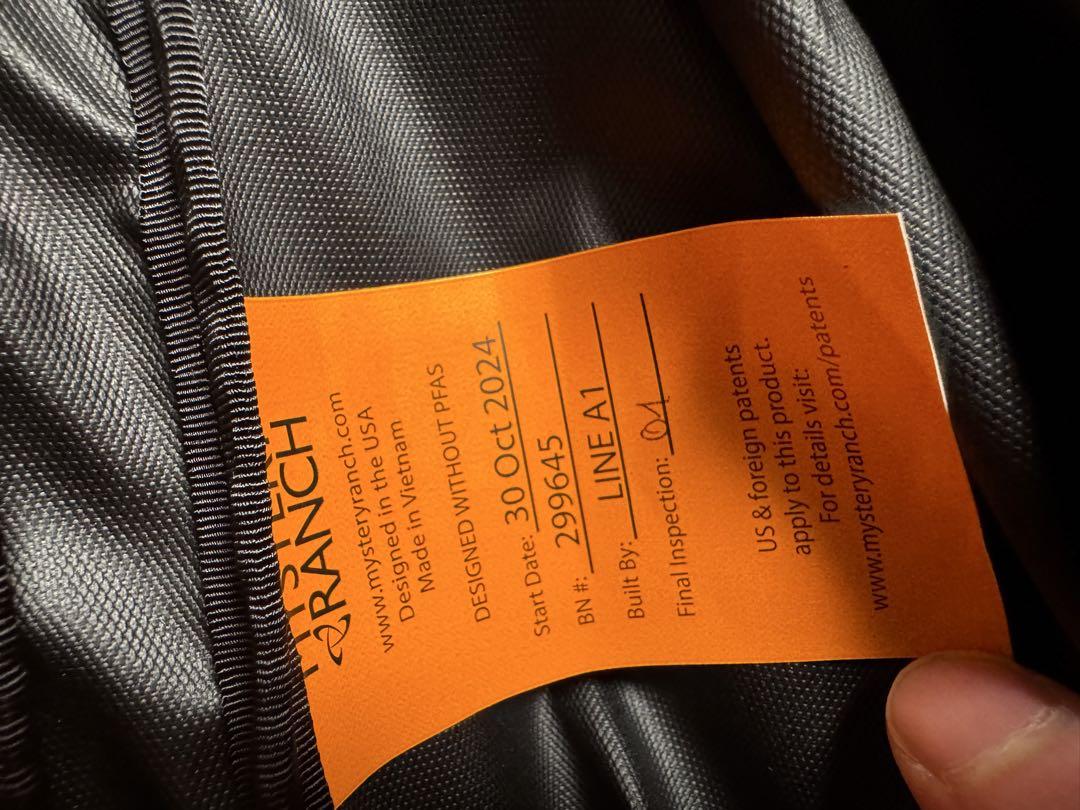 MYSTERY
RANCH
www.mysteryranch.com
Designed in the USA
Made in Vietnam
DESIGNED WITHOUT PFAS
Start Date: 30 Oct 2024
BN #: 299645
Built By: LINE A1
Final Inspection:
US & foreign patents
apply to this product.
For details visit:
www.mysteryranch.com/patents